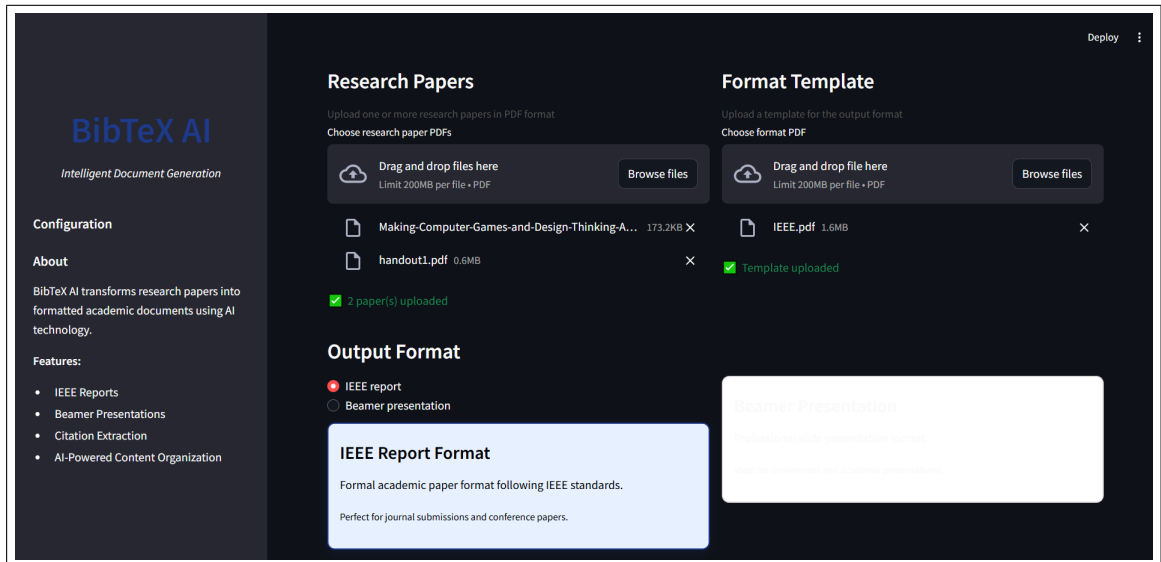 Deploy
BibTeX AI
Intelligent Document Generation
Configuration
About
BibTeX AI transforms research papers into
formatted academic documents using AI
technology.
Features:
IEEE Reports
Beamer Presentations
Citation Extraction
AI-Powered Content Organization
Research Papers
Upload one or more research papers in PDF format
Choose research paper PDFs
Drag and drop files here
Limit 200MB per file • PDF
Browse files
Making-Computer-Games-and-Design-Thinking-A... 173.2KB
handout1.pdf 0.6MB
2 paper(s) uploaded
Format Template
Upload a template for the output format
Choose format PDF
Drag and drop file here
Limit 200MB per file • PDF
Browse files
IEEE.pdf 1.6MB
Template uploaded
Output Format
IEEE report
Beamer presentation
IEEE Report Format
Formal academic paper format following IEEE standards.
Perfect for journal submissions and conference papers.
Beamer Presentation